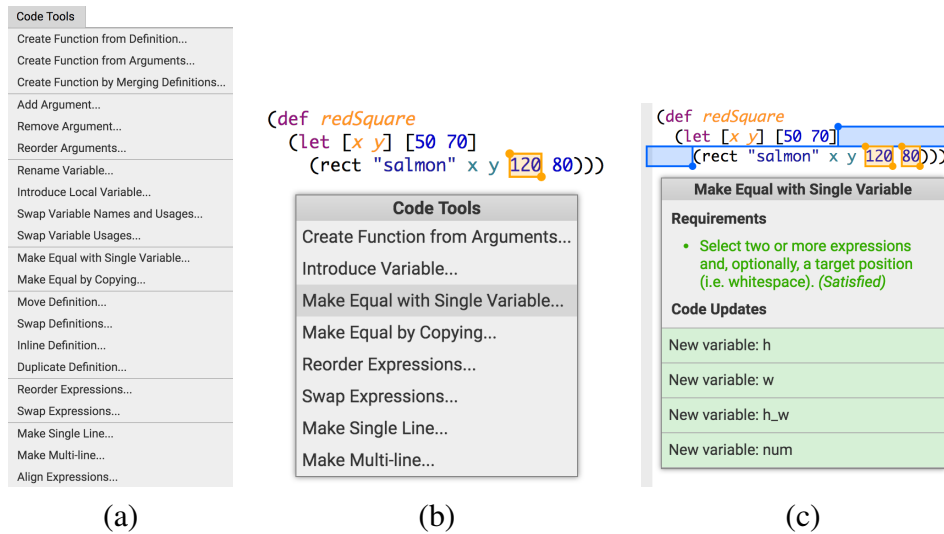 Code Tools
Create Function from Definition...
Create Function from Arguments...
Create Function by Merging Definitions...
Add Argument...
Remove Argument...
Reorder Arguments...
Rename Variable...
Introduce Local Variable...
Swap Variable Names and Usages...
Swap Variable Usages...
Make Equal with Single Variable...
Make Equal by Copying...
Move Definition...
Swap Definitions...
Inline Definition...
Duplicate Definition...
Reorder Expressions...
Swap Expressions...
Make Single Line...
Make Multi-line...
Align Expressions...
(a)
(def redSquare
(let [x y] [50 70]
(rect "salmon" x y 120 80)))
Code Tools
Create Function from Arguments...
Introduce Variable...
Make Equal with Single Variable...
Make Equal by Copying...
Reorder Expressions...
Swap Expressions...
Make Single Line...
Make Multi-line...
(b)
(def redSquare
(let [x y] [50 70]
(rect "salmon" x y 120 80)))
Make Equal with Single Variable
Requirements
• Select two or more expressions
and, optionally, a target position
(i.e. whitespace). (Satisfied)
Code Updates
New variable: h
New variable: w
New variable: h_w
New variable: num
(c)